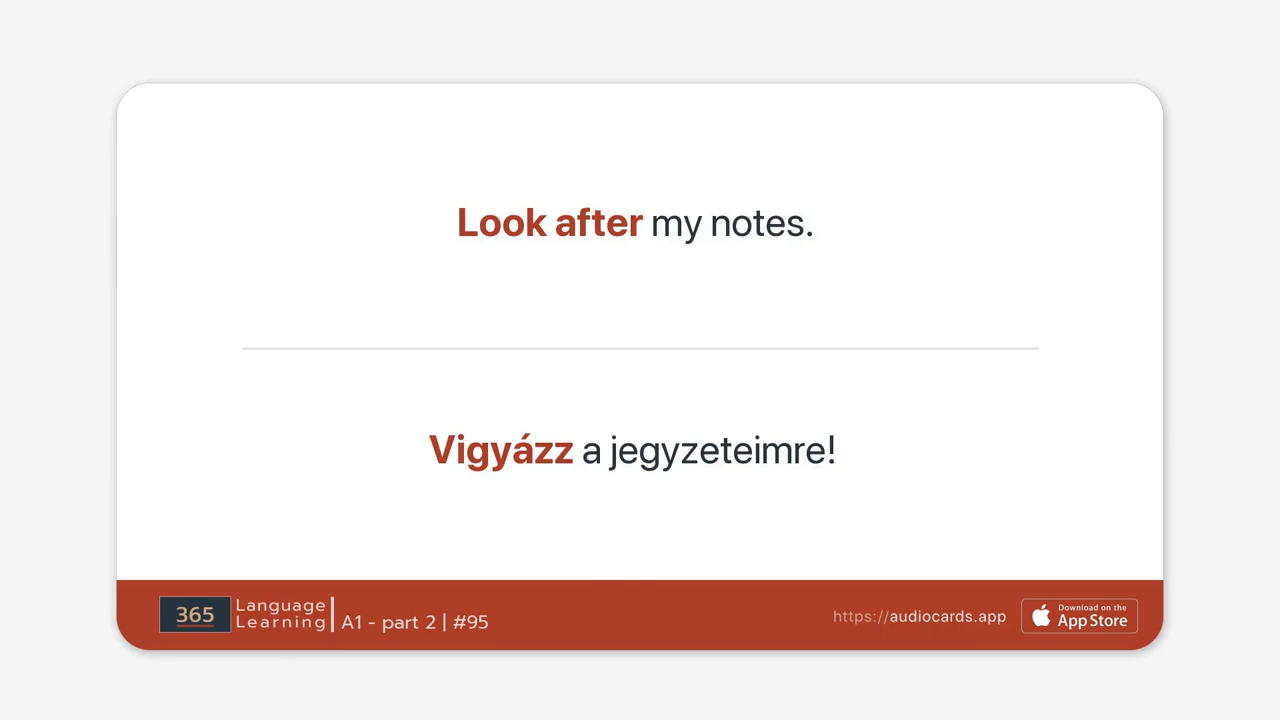 Look after my notes.
Vigyázz a jegyzeteimre!
365 Language Learning
A1 - part 2 | #95
https://audiocards.app
Download on the
App Store